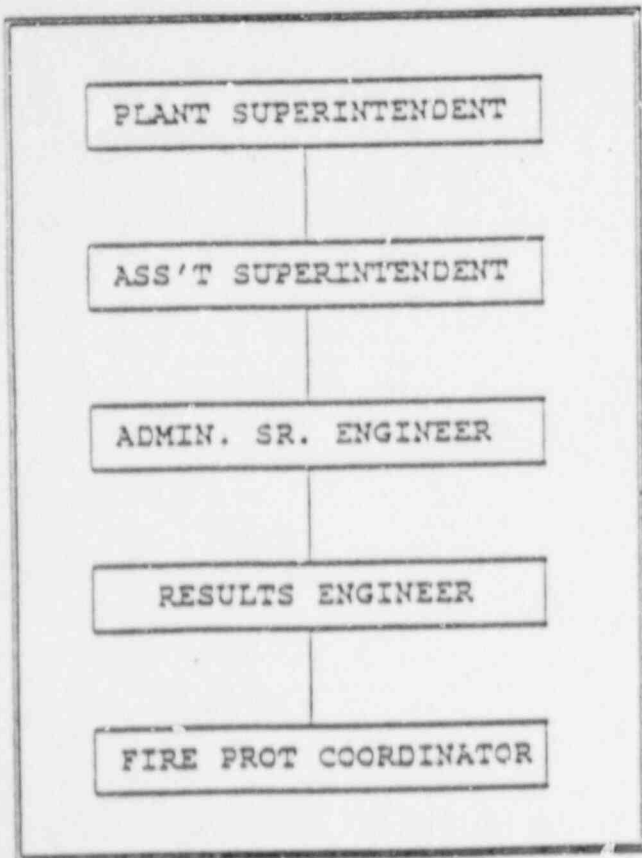 PLANT SUPERINTENDENT
ASS'T SUPERINTENDENT
ADMIN. SR. ENGINEER
RESULTS ENGINEER
FIRE PROT COORDINATOR